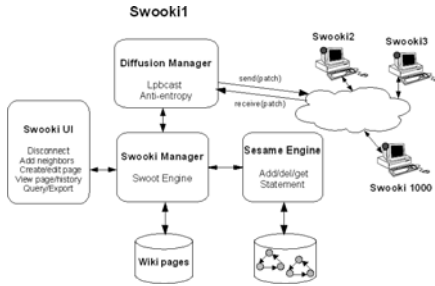 Swooki1
Swooki2
Swooki3
Diffusion Manager
Lpbcast
Anti-entropy
send(patch)
receive(patch)
Swooki UI
Disconnect
Add neighbors
Create/edit page
View page/history
Query/Export
Swooki Manager
Swoot Engine
Sesame Engine
Add/del/get
Statement
Swooki 1000
Wiki pages